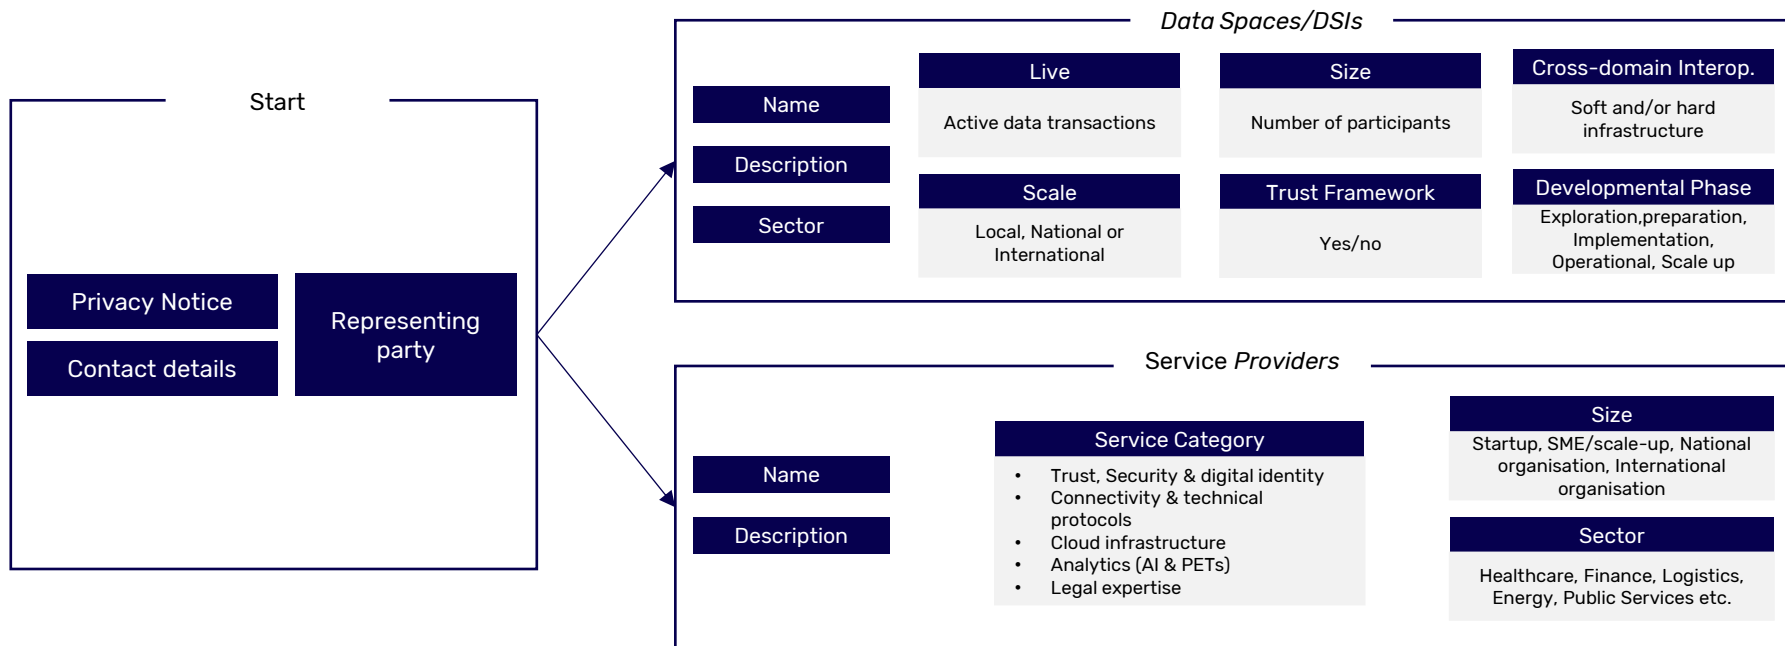 Start
Privacy Notice
Contact details
Representing
party
Data Spaces/DSIs
Name
Description
Sector
Live
Active data transactions
Size
Number of participants
Cross-domain Interop.
Soft and/or hard
infrastructure
Scale
Local, National or
International
Trust Framework
Yes/no
Developmental Phase
Exploration,preparation,
Implementation,
Operational, Scale up
Service Providers
Name
Description
Service Category
• Trust, Security & digital identity
• Connectivity & technical
protocols
• Cloud infrastructure
• Analytics (AI & PETs)
• Legal expertise
Size
Startup, SME/scale-up, National
organisation, International
organisation
Sector
Healthcare, Finance, Logistics,
Energy, Public Services etc.